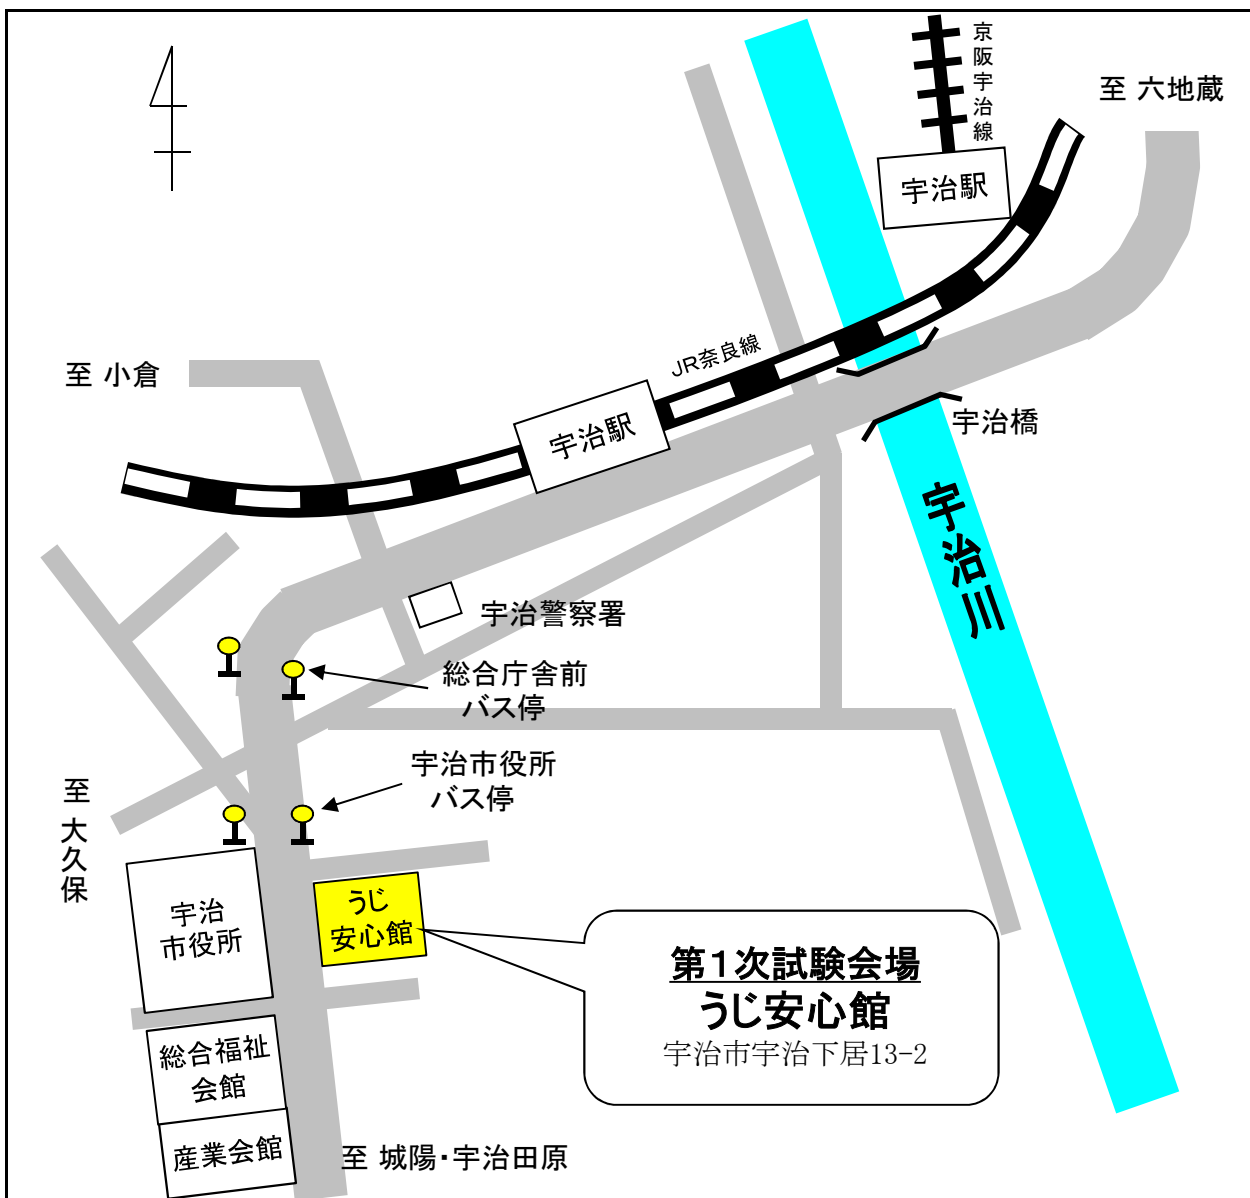 京阪宇治線
至 六地蔵
宇治駅
JR奈良線
至 小倉
宇治駅
宇治橋
宇治川
宇治警察署
総合庁舎前
バス停
宇治市役所
バス停
至 大久保
宇治
市役所
うじ
安心館
第1次試験会場
うじ安心館
宇治市宇治下居13-2
総合福祉
会館
産業会館
至 城陽・宇治田原